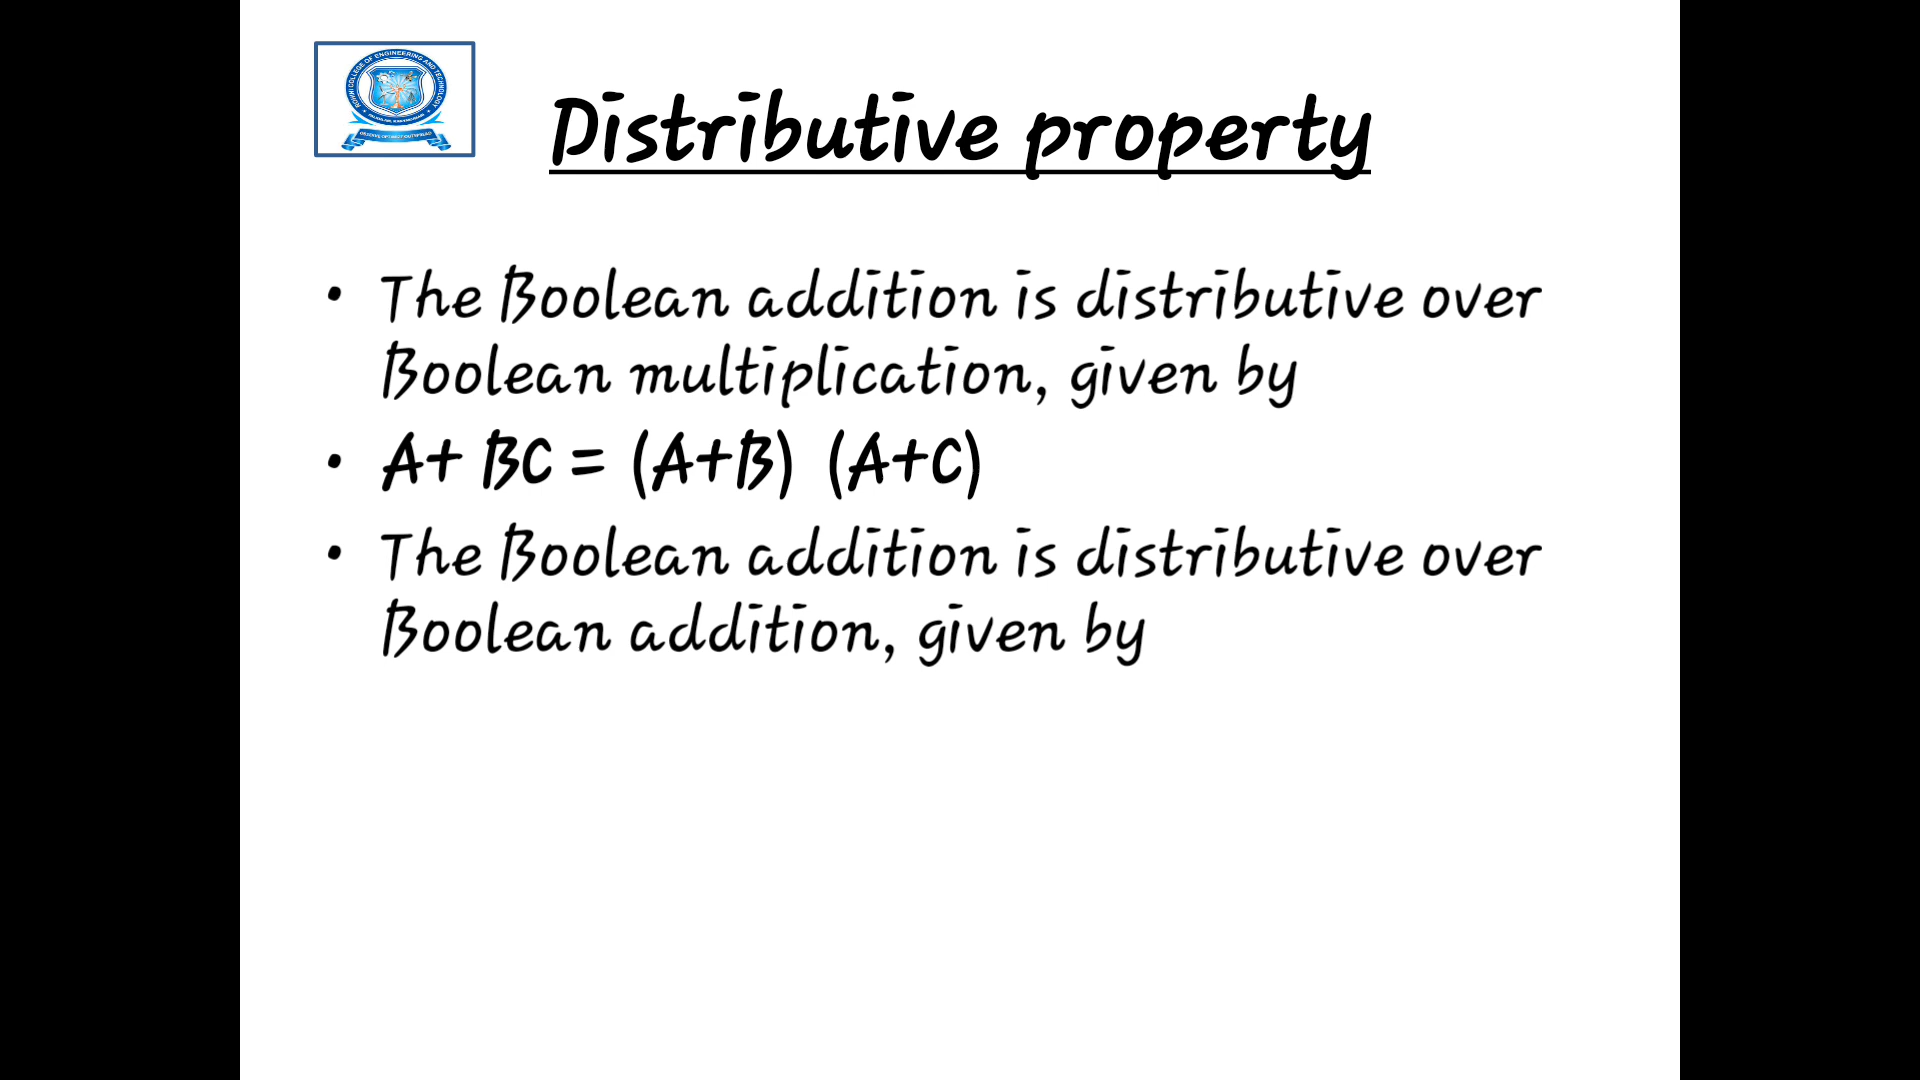 Distributive property
• The Boolean addition is distributive over
Boolean multiplication, given by
• A+ BC = (A+B) (A+C)
• The Boolean addition is distributive over
Boolean addition, given by